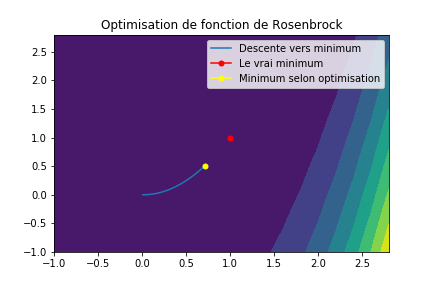 Optimisation de fonction de Rosenbrock
Descente vers minimum
Le vrai minimum
Minimum selon optimisation
2.5
2.0
1.5
1.0
0.5
0.0
−0.5
−1.0
−1.0 −0.5 0.0 0.5 1.0 1.5 2.0 2.5